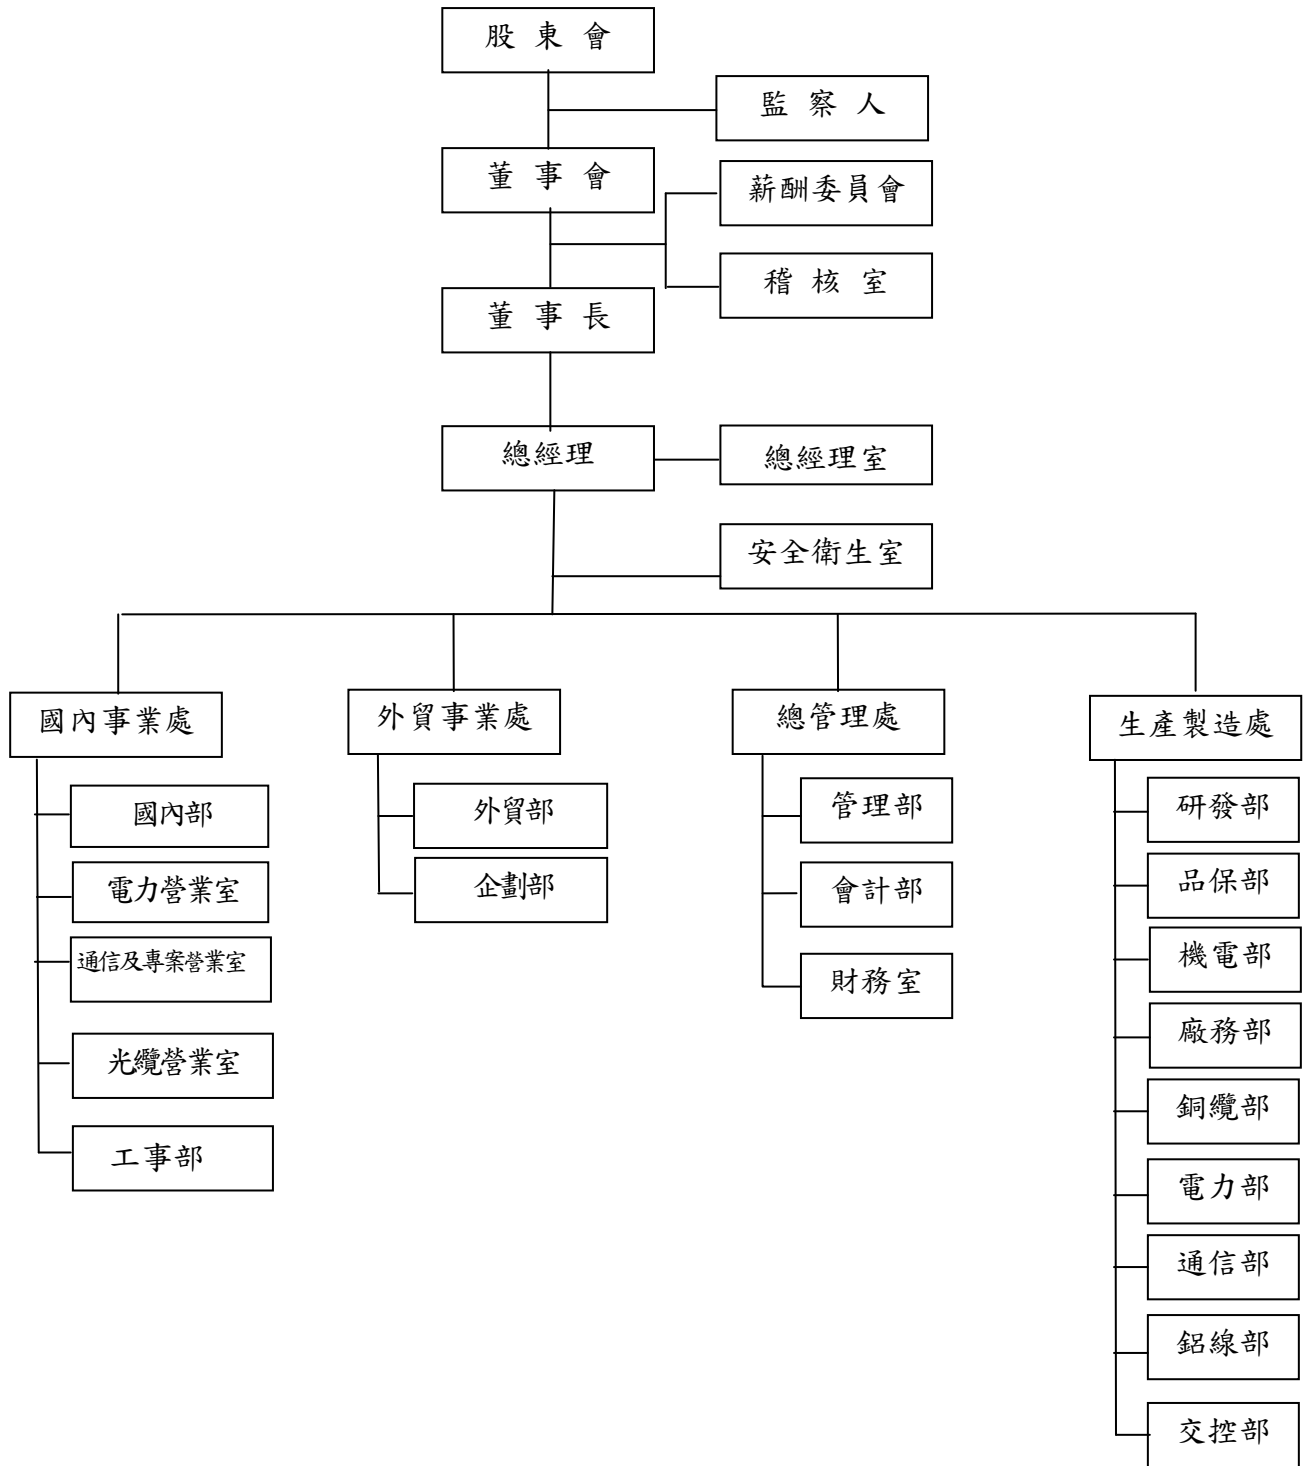 股 東 會
監 察 人
董 事 會
薪酬委員會
稽 核 室
董 事 長
總經理
總經理室
安全衛生室
國內事業處
國內部
電力營業室
通信及專案營業室
光纜營業室
工事部
外貿事業處
外貿部
企劃部
總管理處
管理部
會計部
財務室
生產製造處
研發部
品保部
機電部
廠務部
銅纜部
電力部
通信部
鋁線部
交控部